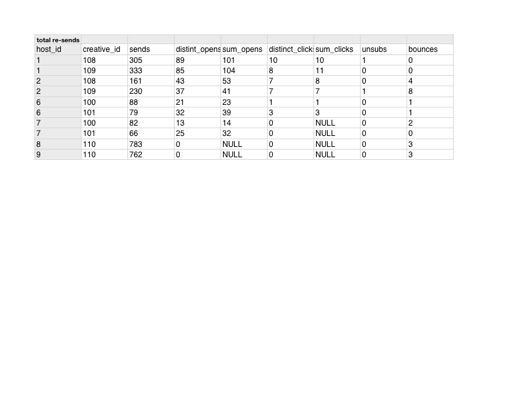 total re-sends
host_id creative_id sends distint_opens sum_opens distinct_click sum_clicks unsubs bounces
1 108 305 89 101 10 10 1 0
1 109 333 85 104 8 11 0 0
2 108 161 43 53 7 8 0 4
2 109 230 37 41 7 7 1 8
6 100 88 21 23 1 1 0 1
6 101 79 32 39 3 3 0 1
7 100 82 13 14 0 NULL 0 2
7 101 66 25 32 0 NULL 0 0
8 110 783 0 NULL 0 NULL 0 3
9 110 762 0 NULL 0 NULL 0 3